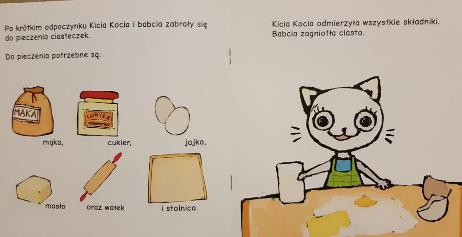 Po krótkim odpoczynku Kicia Kocia i babcia zabrały się
do pieczenia ciasteczek.
Do pieczenia potrzebne są:
MĄKA
CUKIER
mąka,
cukier,
jajka,
masło
oraz wałek
i stolnica.
Kicia Kocia odmierzyła wszystkie składniki.
Babcia zagniotła ciasto.